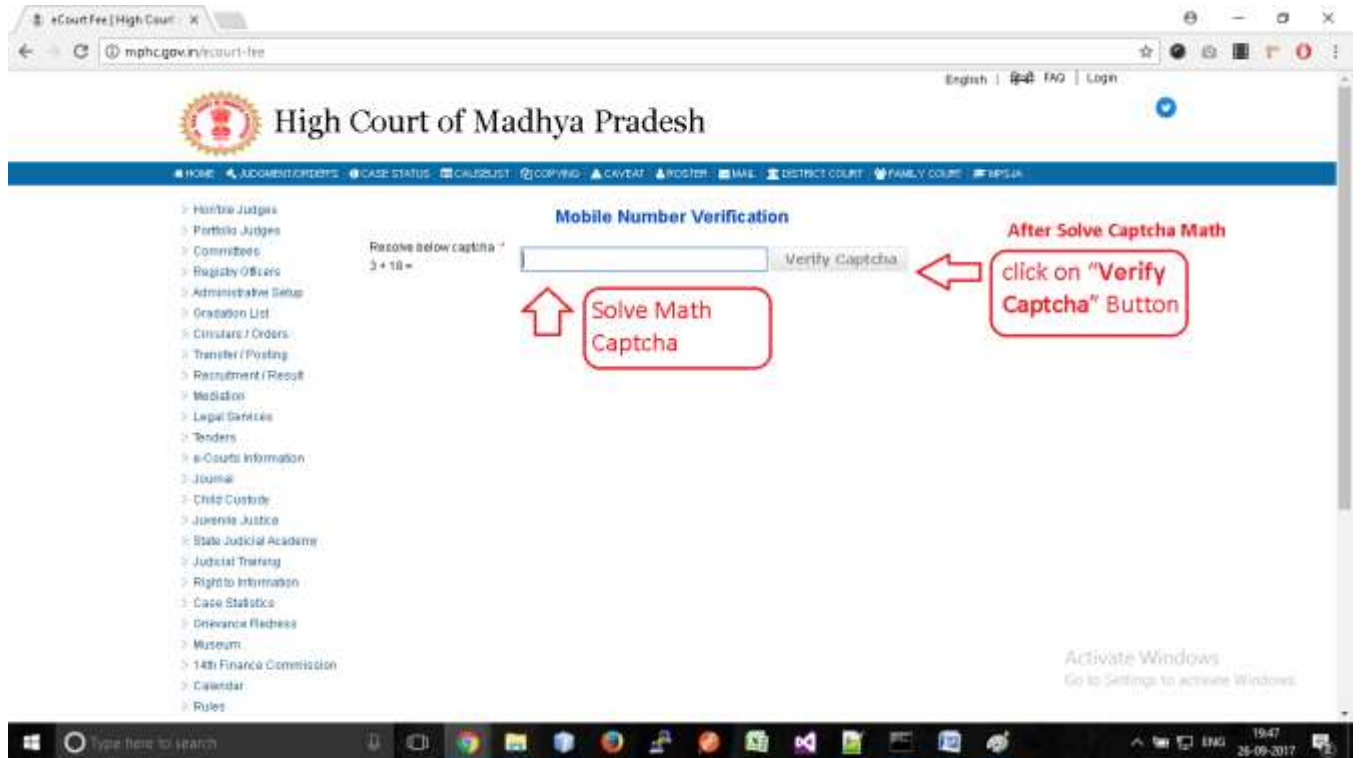 eCourt Fee | High Court
mphc.gov.in/ecourt-fee
English | हिन्दी FAQ | Login
High Court of Madhya Pradesh
HOME JUDGMENT/ORDERS CASE STATUS CAUSELIST COPYING CAVEAT ROSTER MAIL DISTRICT COURT FAMILY COURT MPSJA
Hon'ble Judges
Portfolio Judges
Committees
Registry Officers
Administrative Setup
Gradation List
Circulars / Orders
Transfer / Posting
Recruitment / Result
Mediation
Legal Services
Tenders
e-Courts Information
Journal
Child Custody
Juvenile Justice
State Judicial Academy
Judicial Training
Right to Information
Case Statistics
Grievance Redress
Museum
14th Finance Commission
Calendar
Rules
Mobile Number Verification
Resolve below captcha *
3 + 18 =
Verify Captcha
Solve Math
Captcha
After Solve Captcha Math
click on "Verify
Captcha" Button
Activate Windows
Go to Settings to activate Windows.
Type here to search
ENG
19:47
26-09-2017